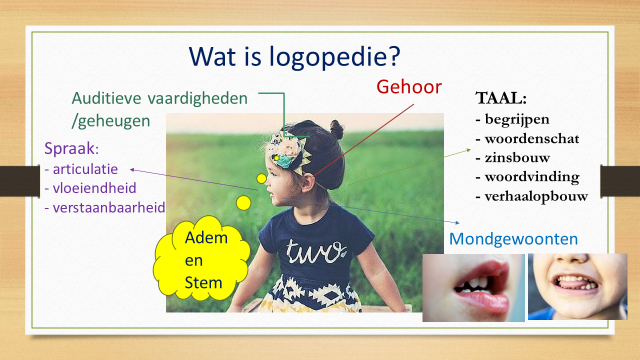 Wat is logopedie?
Gehoor
Auditieve vaardigheden
/geheugen
TAAL:
- begrijpen
- woordenschat
- zinsbouw
- woordvinding
- verhaalopbouw
Spraak:
- articulatie
- vloeiendheid
- verstaanbaarheid
Adem
en
Stem
two
Mondgewoonten